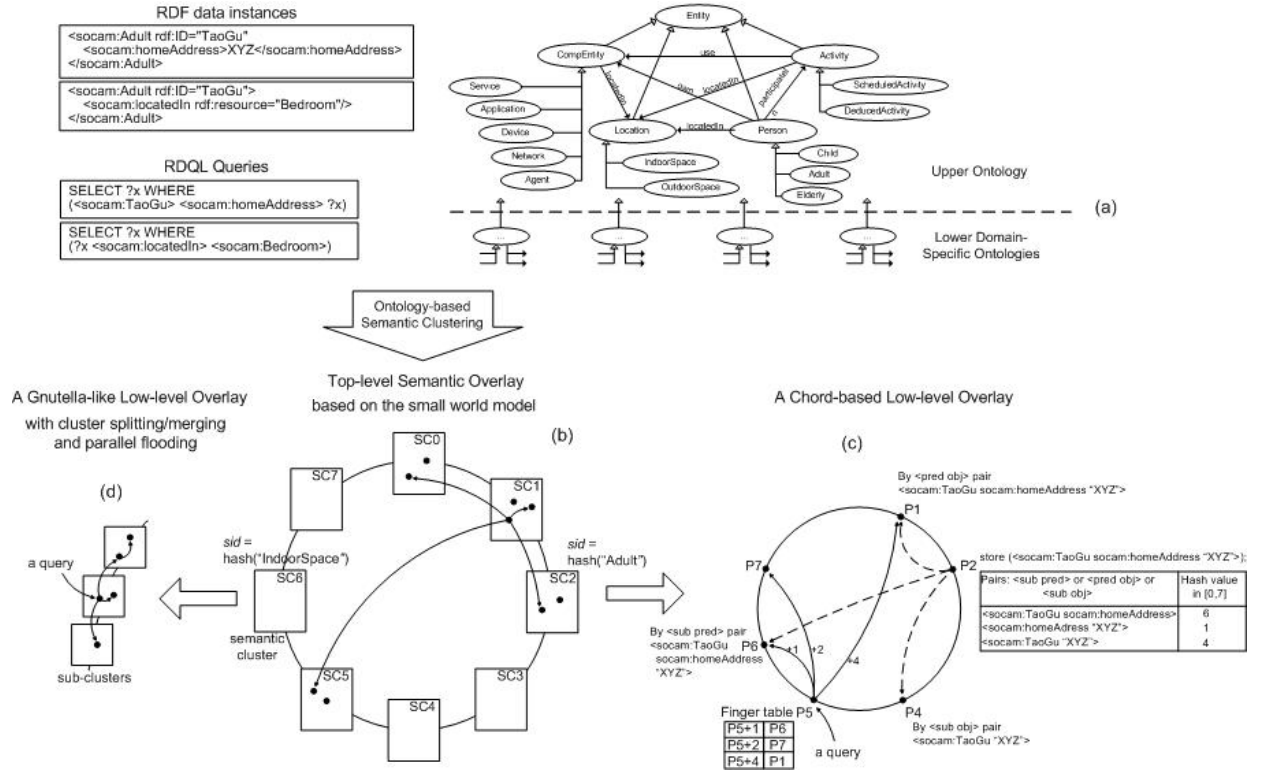 RDF data instances
<socam:Adult rdf:ID="TaoGu"
<socam:homeAddress>XYZ</socam:homeAddress>
</socam:Adult>
<socam:Adult rdf:ID="TaoGu">
<socam:locatedIn rdf:resource="Bedroom"/>
</socam:Adult>
RDQL Queries
SELECT ?x WHERE
(<socam:TaoGu> <socam:homeAddress> ?x)
SELECT ?x WHERE
(?x <socam:locatedIn> <socam:Bedroom>)
Entity
CompEntity
use
Activity
Service
Application
Device
Network
Agent
locatedIn
own
locatedIn
participateI
n
ScheduledActivity
DeducedActivity
Location
locatedIn
Person
IndoorSpace
OutdoorSpace
Child
Adult
Elderly
Upper Ontology
(a)
...
..
...
...
Lower Domain-
Specific Ontologies
Ontology-based
Semantic Clustering
A Gnutella-like Low-level Overlay
with cluster splitting/merging
and parallel flooding
(d)
a query
sub-clusters
Top-level Semantic Overlay
based on the small world model
(b)
SC0
SC7
SC1
sid =
hash("IndoorSpace")
sid =
hash("Adult")
SC6
SC2
semantic
cluster
SC5
SC3
SC4
A Chord-based Low-level Overlay
(c)
By <pred obj> pair
<socam:TaoGu socam:homeAddress "XYZ">
P1
P7
P2
store (<socam:TaoGu socam:homeAddress "XYZ">);
Pairs: <sub pred> or <pred obj> or
<sub obj>
Hash value
in [0,7]
<socam:TaoGu socam:homeAddress> 6
<socam:homeAdress "XYZ"> 1
<socam:TaoGu "XYZ"> 4
By <sub pred> pair
<socam:TaoGu
socam:homeAddress
"XYZ">
P6
+1
+2
+4
Finger table
P5
P4
P5+1 P6
P5+2 P7
P5+4 P1
a query
By <sub obj> pair
<socam:TaoGu "XYZ">